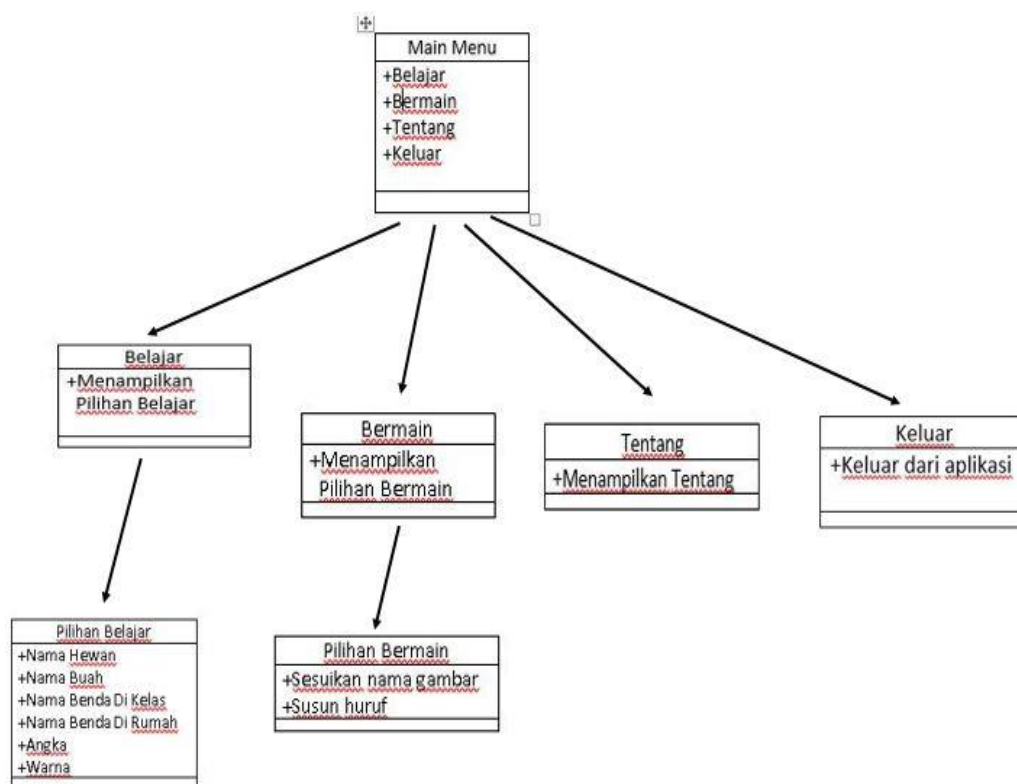 Main Menu
+Belajar
+Bermain
+Tentang
+Keluar
Belajar
+Menampilkan
Pilihan Belajar
Bermain
+Menampilkan
Pilihan Bermain
Tentang
+Menampilkan Tentang
Keluar
+Keluar dari aplikasi
Pilihan Belajar
+Nama Hewan
+Nama Buah
+Nama Benda Di Kelas
+Nama Benda Di Rumah
+Angka
+Warna
Pilihan Bermain
+Sesuikan nama gambar
+Susun huruf